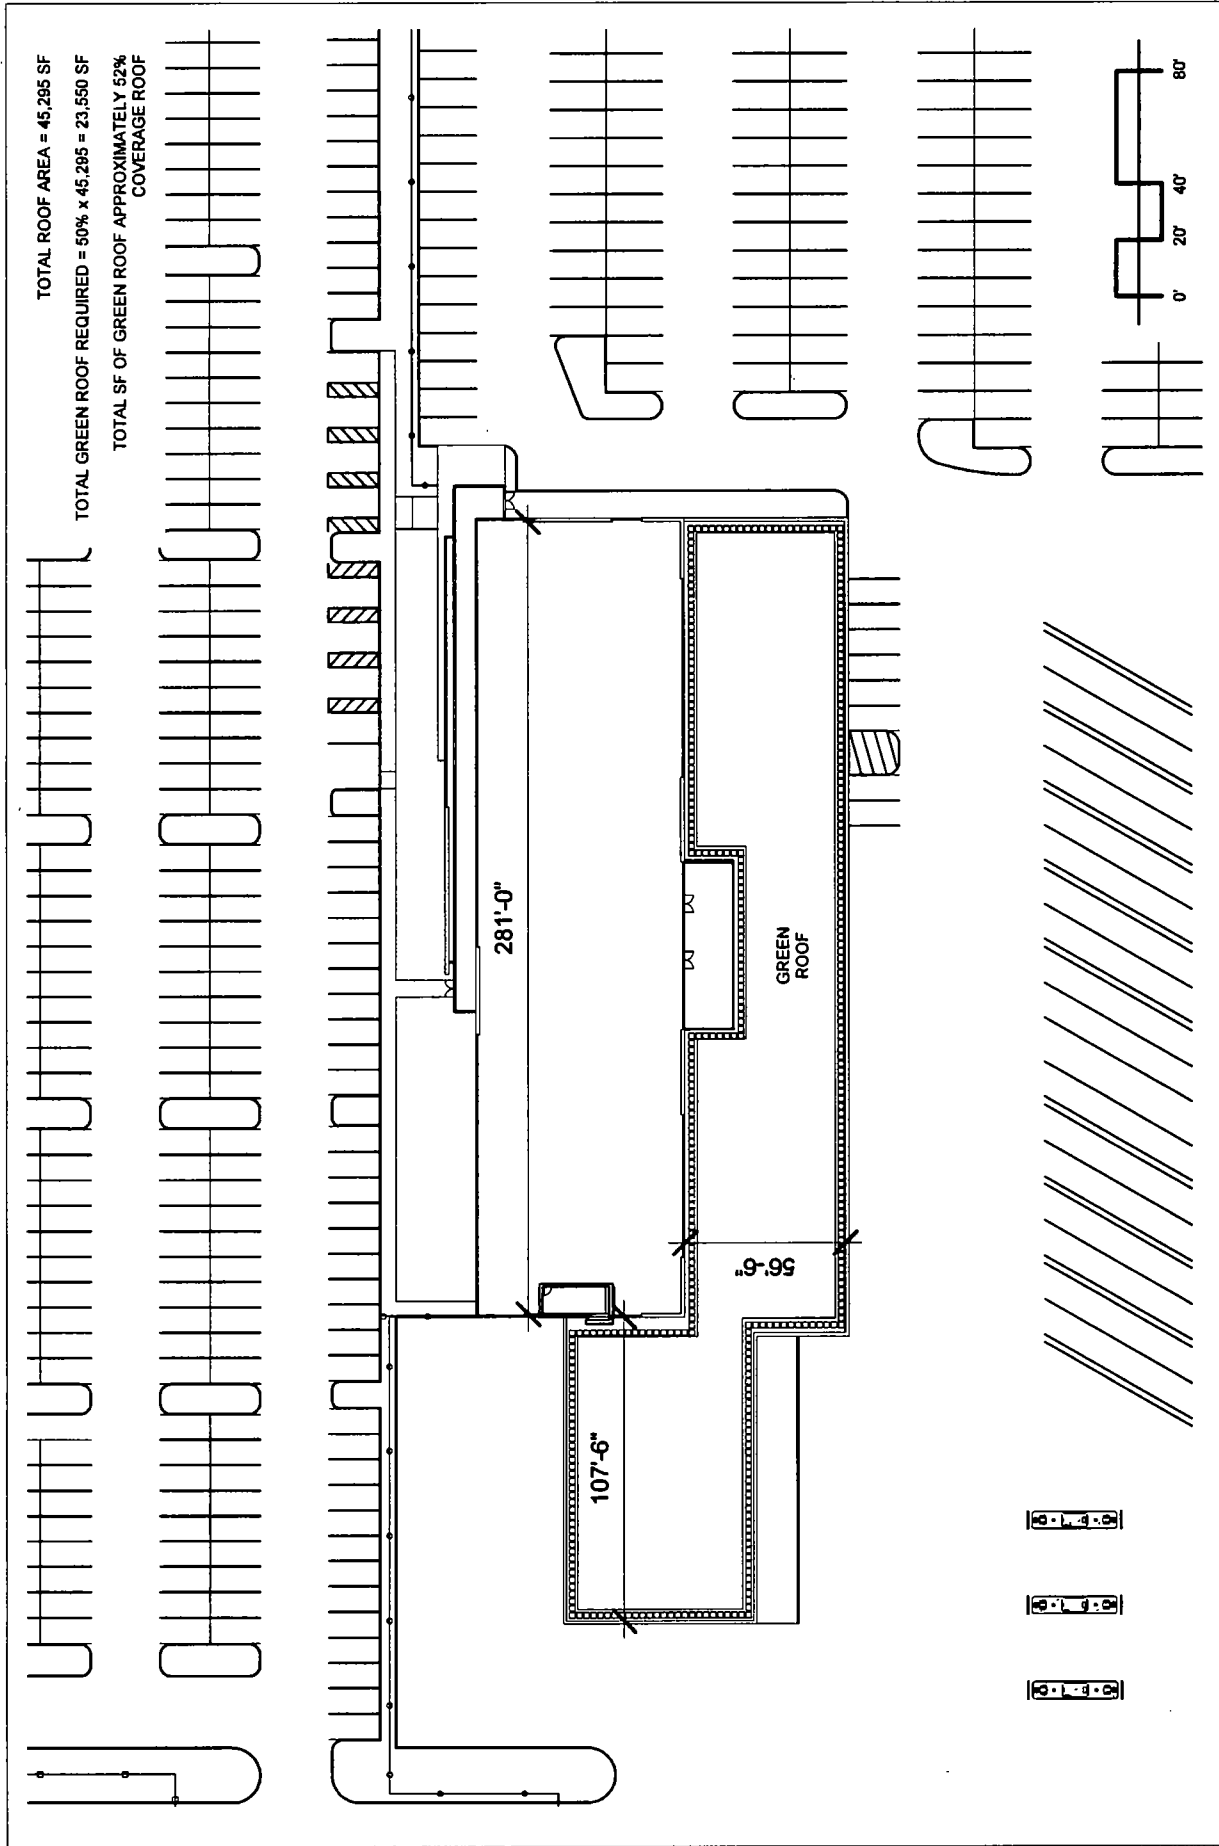 TOTAL ROOF AREA = 45,295 SF
TOTAL GREEN ROOF REQUIRED = 50% x 45,295 = 23,550 SF
TOTAL SF OF GREEN ROOF APPROXIMATELY 52%
COVERAGE ROOF
281'-0"
GREEN
ROOF
56'-6"
107'-6"
0' 20' 40' 80'